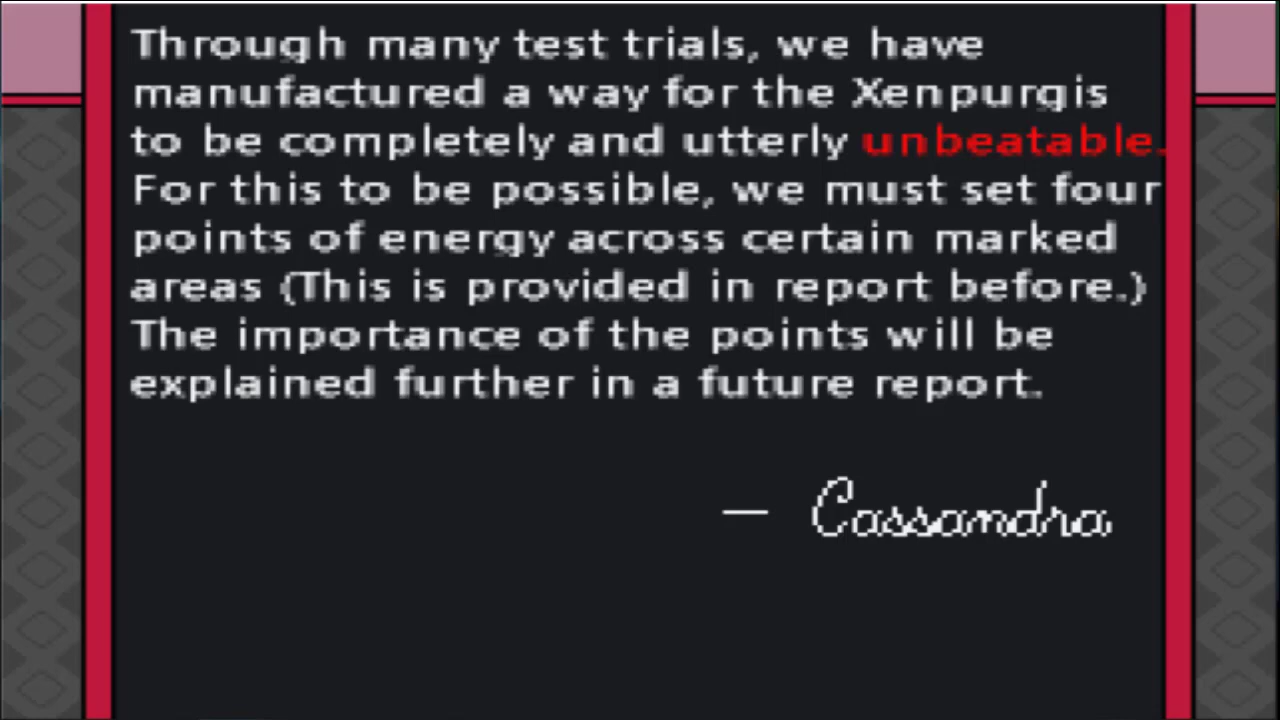 Through many test trials, we have
manufactured a way for the Xenpurgis
to be completely and utterly unbeatable.
For this to be possible, we must set four
points of energy across certain marked
areas (This is provided in report before.)
The importance of the points will be
explained further in a future report.
— Cassandra